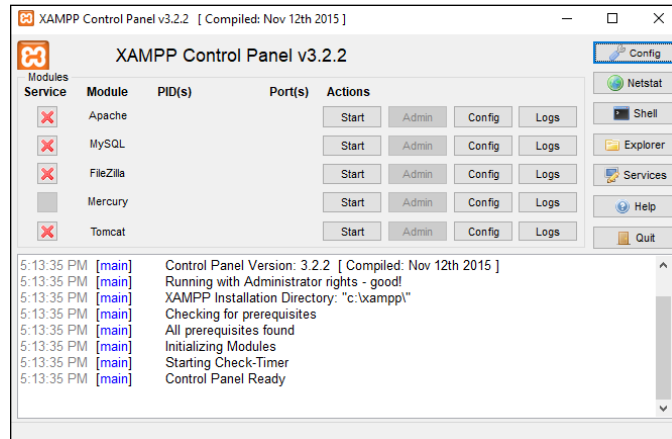 XAMPP Control Panel v3.2.2 [ Compiled: Nov 12th 2015 ]
XAMPP Control Panel v3.2.2
Config
Modules
Service Module PID(s) Port(s) Actions
Netstat
Apache Start Admin Config Logs
Shell
MySQL Start Admin Config Logs
Explorer
FileZilla Start Admin Config Logs
Services
Mercury Start Admin Config Logs
Help
Tomcat Start Admin Config Logs
Quit
5:13:35 PM [main] Control Panel Version: 3.2.2 [ Compiled: Nov 12th 2015 ]
5:13:35 PM [main] Running with Administrator rights - good!
5:13:35 PM [main] XAMPP Installation Directory: "c:\xampp\"
5:13:35 PM [main] Checking for prerequisites
5:13:35 PM [main] All prerequisites found
5:13:35 PM [main] Initializing Modules
5:13:35 PM [main] Starting Check-Timer
5:13:35 PM [main] Control Panel Ready